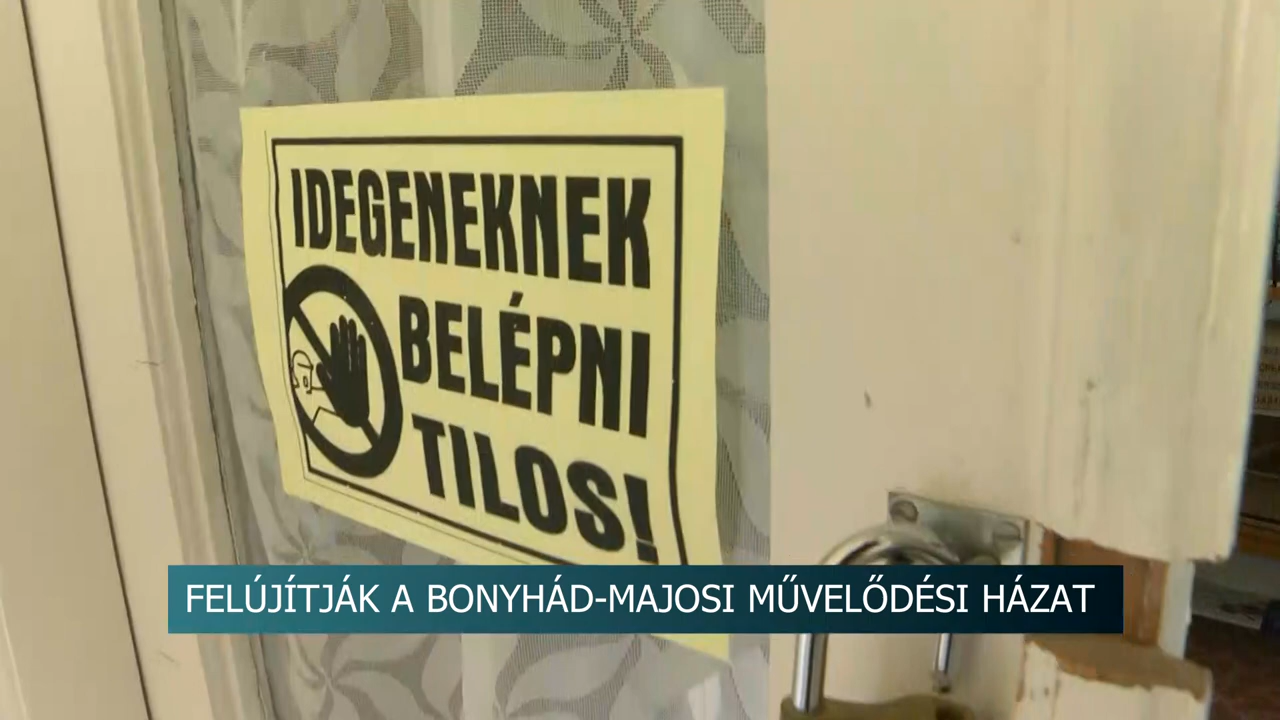 IDEGENEKNEK
BELÉPNI
TILOS!
FELÚJÍTJÁK A BONYHÁD-MAJOSI MŰVELŐDÉSI HÁZAT